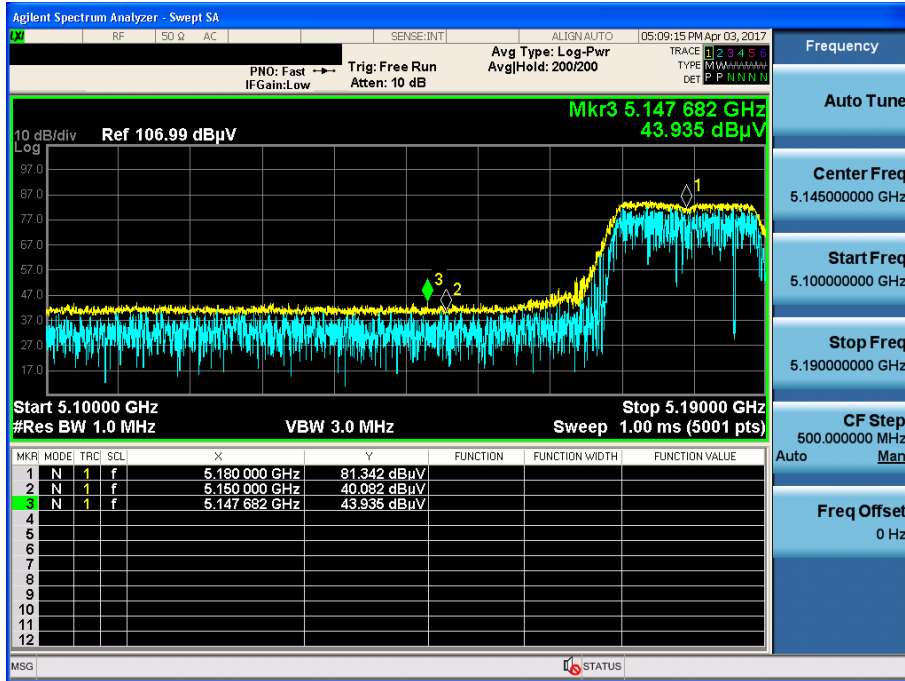 Agilent Spectrum Analyzer - Swept SA
LXI RF 50 Ω AC SENSE:INT ALIGN AUTO 05:09:15 PM Apr 03, 2017
PNO: Fast Trig: Free Run Avg Type: Log-Pwr TRACE 1 2 3 4 5 6
IFGain:Low Atten: 10 dB Avg|Hold: 200/200 TYPE M W W W W W
DET P P N N N N
Mkr3 5.147 682 GHz
43.935 dBµV
10 dB/div Ref 106.99 dBµV
Log
97.0
87.0
77.0
67.0
57.0
47.0
37.0
27.0
17.0
1
3
2
Start 5.10000 GHz Stop 5.19000 GHz
#Res BW 1.0 MHz VBW 3.0 MHz Sweep 1.00 ms (5001 pts)
MKR MODE TRC SCL X Y FUNCTION FUNCTION WIDTH FUNCTION VALUE
1 N 1 f 5.180 000 GHz 81.342 dBµV
2 N 1 f 5.150 000 GHz 40.082 dBµV
3 N 1 f 5.147 682 GHz 43.935 dBµV
4
5
6
7
8
9
10
11
12
MSG STATUS
Frequency
Auto Tune
Center Freq
5.145000000 GHz
Start Freq
5.100000000 GHz
Stop Freq
5.190000000 GHz
CF Step
500.000000 MHz
Auto Man
Freq Offset
0 Hz